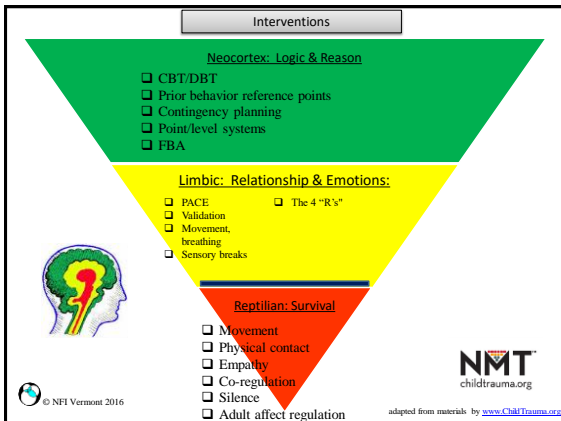 Interventions
Neocortex: Logic & Reason
❑ CBT/DBT
❑ Prior behavior reference points
❑ Contingency planning
❑ Point/level systems
❑ FBA
Limbic: Relationship & Emotions:
❑ PACE
❑ Validation
❑ Movement,
breathing
❑ Sensory breaks
❑ The 4 “R’s"
Reptilian: Survival
❑ Movement
❑ Physical contact
❑ Empathy
❑ Co-regulation
❑ Silence
❑ Adult affect regulation
NMT™
childtrauma.org
© NFI Vermont 2016
adapted from materials by www.ChildTrauma.org